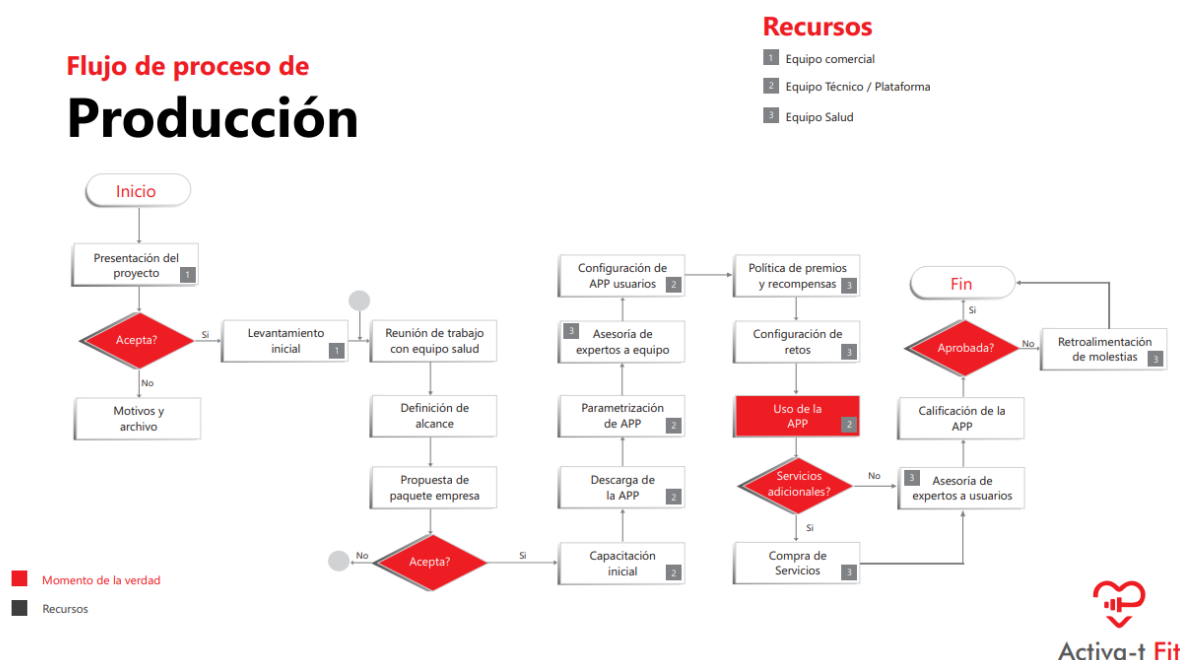 Flujo de proceso de
Producción
Recursos
1 Equipo comercial
2 Equipo Técnico / Plataforma
3 Equipo Salud
Inicio
Presentación del
proyecto 1
Acepta?
Si
No
Motivos y
archivo
Levantamiento
inicial 1
Reunión de trabajo
con equipo salud
Definición de
alcance
Propuesta de
paquete empresa
Acepta?
No
Si
Capacitación
inicial 2
Descarga de
la APP 2
Parametrización
de APP 2
3 Asesoría de
expertos a equipo
Configuración de
APP usuarios 2
Política de premios
y recompensas 3
Configuración de
retos 3
Uso de la
APP 2
Servicios
adicionales?
No
Si
Compra de
Servicios 3
3 Asesoría de
expertos a usuarios
Calificación de la
APP
Aprobada?
Si
No
Retroalimentación
de molestias 3
Fin
Momento de la verdad
Recursos
Activa-t Fit